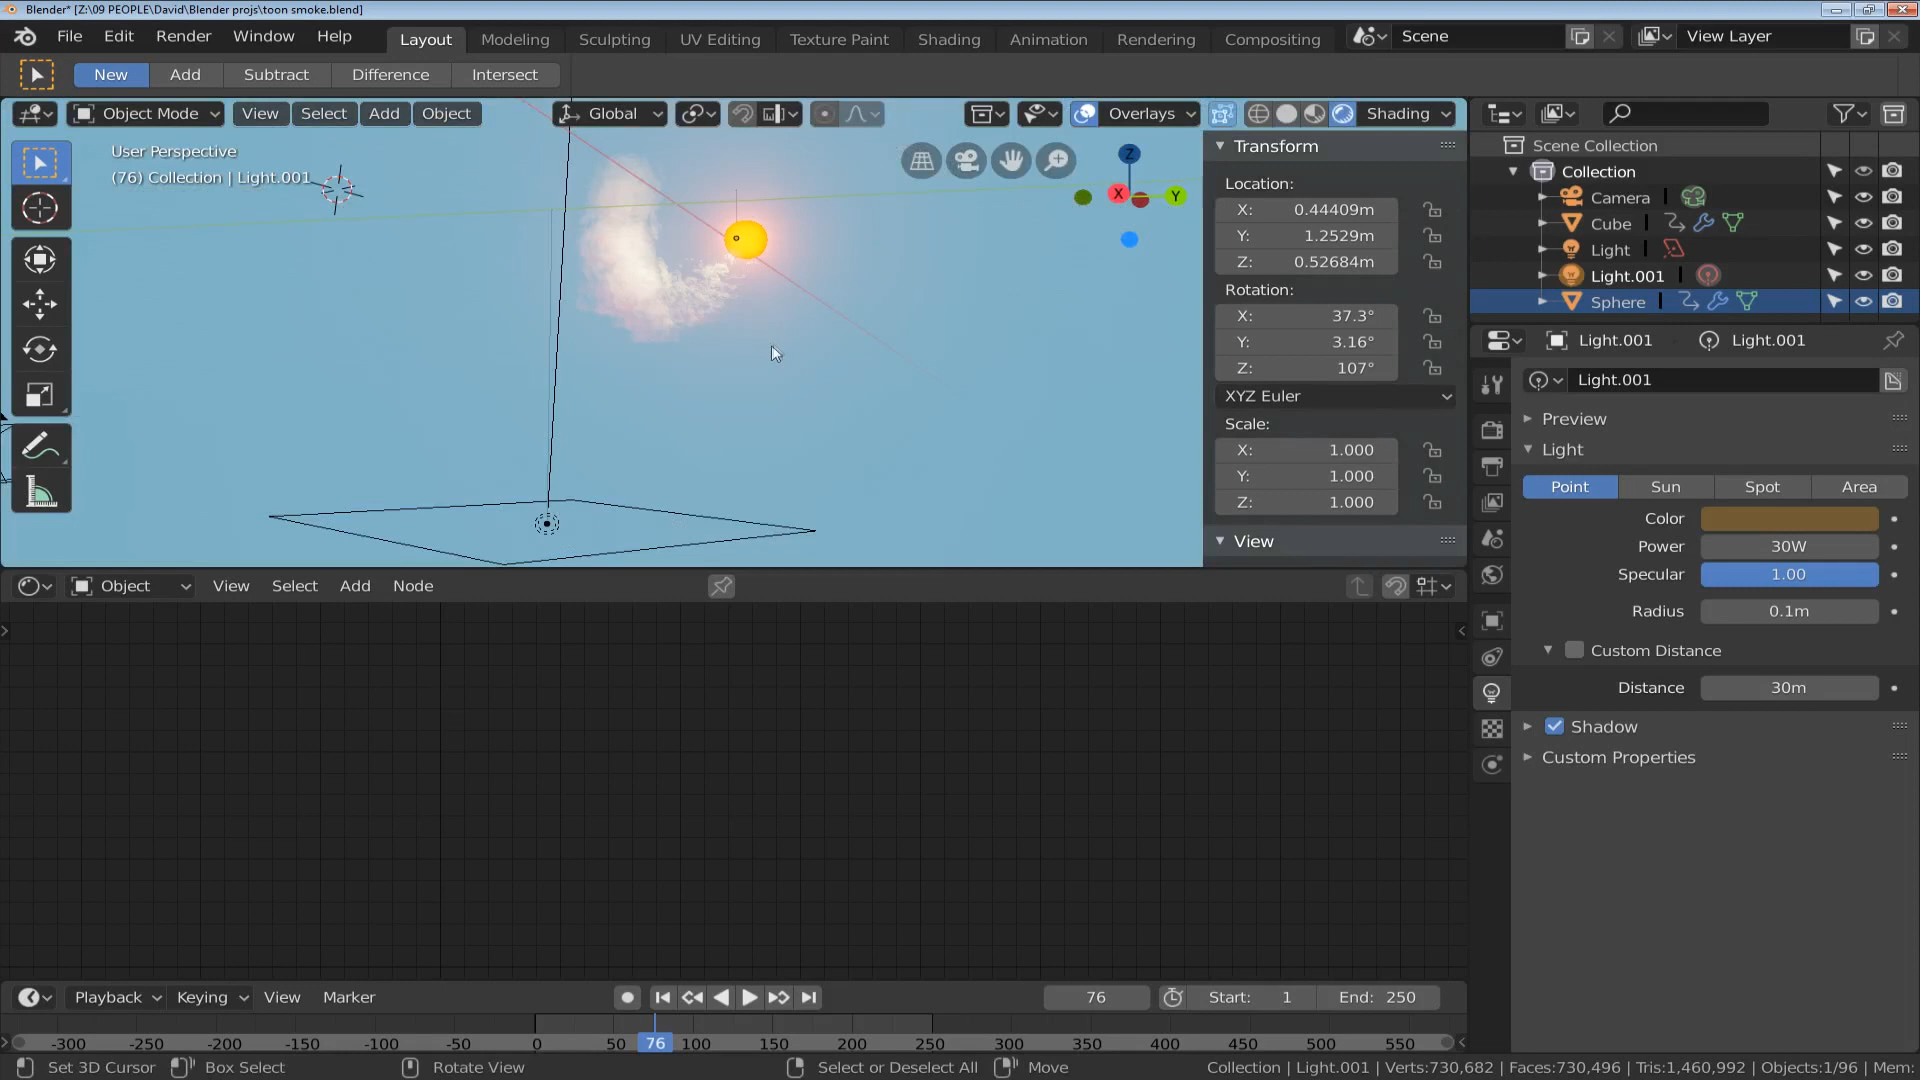 Blender* [Z:\09 PEOPLE\David\Blender projs\toon smoke.blend]
File Edit Render Window Help
Layout Modeling Sculpting UV Editing Texture Paint Shading Animation Rendering Compositing
Scene
View Layer
New Add Subtract Difference Intersect
Object Mode View Select Add Object
Global
Overlays
Shading
User Perspective
(76) Collection | Light.001
Z
X
Y
Transform
Location:
X: 0.44409m
Y: 1.2529m
Z: 0.52684m
Rotation:
X: 37.3°
Y: 3.16°
Z: 107°
XYZ Euler
Scale:
X: 1.000
Y: 1.000
Z: 1.000
View
Scene Collection
Collection
Camera
Cube
Light
Light.001
Sphere
Light.001 Light.001
Light.001
Preview
Light
Point Sun Spot Area
Color
Power 30W
Specular 1.00
Radius 0.1m
Custom Distance
Distance 30m
Shadow
Custom Properties
Object View Select Add Node
Playback Keying View Marker
76
Start: 1
End: 250
-300 -250 -200 -150 -100 -50 0 50 76 100 150 200 250 300 350 400 450 500 550
Set 3D Cursor Box Select Rotate View Select or Deselect All Move
Collection | Light.001 | Verts:730,682 | Faces:730,496 | Tris:1,460,992 | Objects:1/96 | Mem: